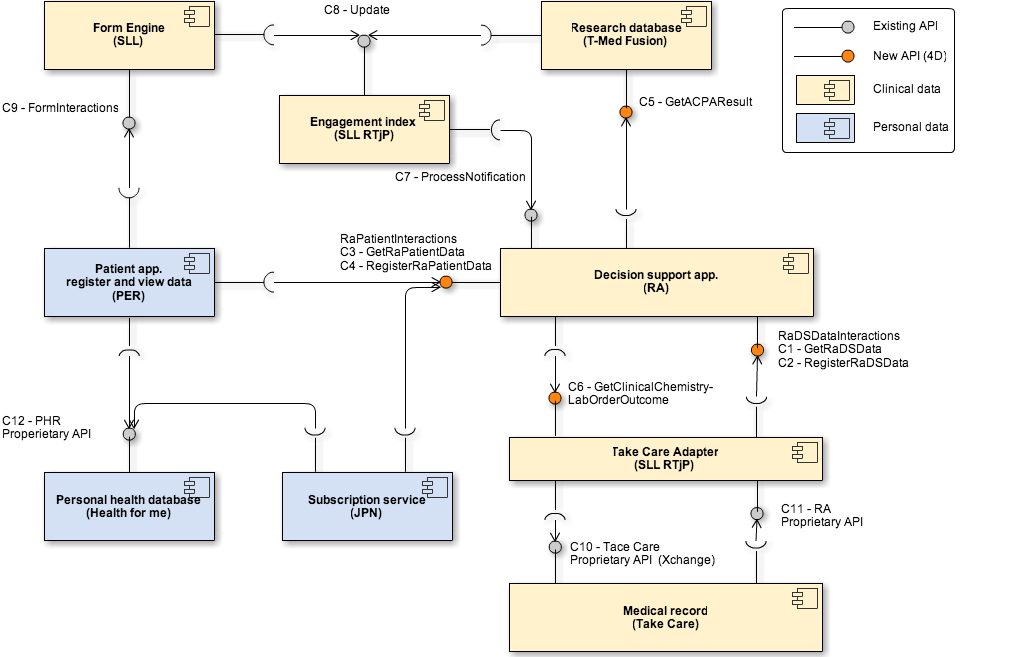 C8 - Update
Form Engine
(SLL)
Research database
(T-Med Fusion)
Existing API
New API (4D)
Clinical data
Personal data
C9 - FormInteractions
C5 - GetACPAResult
Engagement index
(SLL RTjP)
C7 - ProcessNotification
RaPatientInteractions
C3 - GetRaPatientData
C4 - RegisterRaPatientData
Patient app.
register and view data
(PER)
Decision support app.
(RA)
RaDSDataInteractions
C1 - GetRaDSData
C2 - RegisterRaDSData
C6 - GetClinicalChemistry-
LabOrderOutcome
C12 - PHR
Properietary API
Take Care Adapter
(SLL RTjP)
Personal health database
(Health for me)
Subscription service
(JPN)
C11 - RA
Proprietary API
C10 - Tace Care
Proprietary API (Xchange)
Medical record
(Take Care)